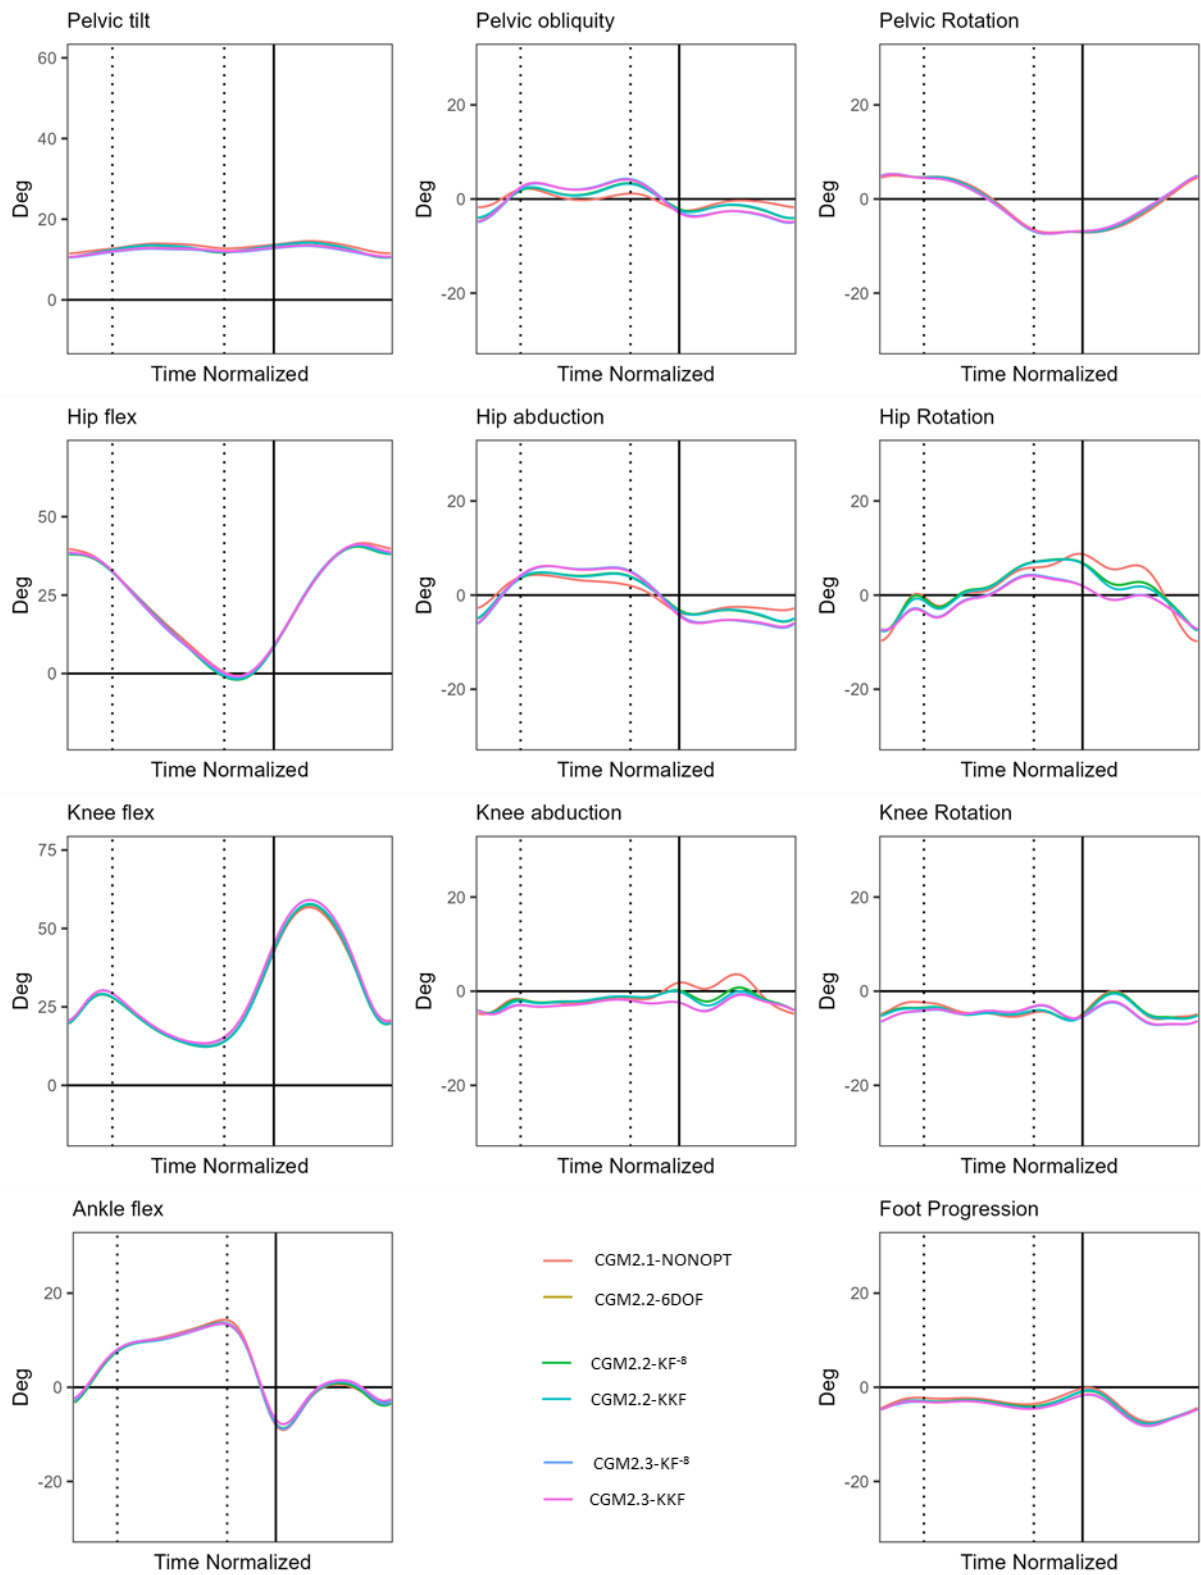 Pelvic tilt
Pelvic obliquity
Pelvic Rotation
60
40
20
0
Deg
Time Normalized
20
0
-20
Deg
Time Normalized
20
0
-20
Deg
Time Normalized
Hip flex
Hip abduction
Hip Rotation
50
25
0
Deg
Time Normalized
20
0
-20
Deg
Time Normalized
20
0
-20
Deg
Time Normalized
Knee flex
Knee abduction
Knee Rotation
75
50
25
0
Deg
Time Normalized
20
0
-20
Deg
Time Normalized
20
0
-20
Deg
Time Normalized
Ankle flex
Foot Progression
20
0
-20
Deg
Time Normalized
CGM2.1-NONOPT
CGM2.2-6DOF
CGM2.2-KF⁻⁸
CGM2.2-KKF
CGM2.3-KF⁻⁸
CGM2.3-KKF
20
0
-20
Deg
Time Normalized